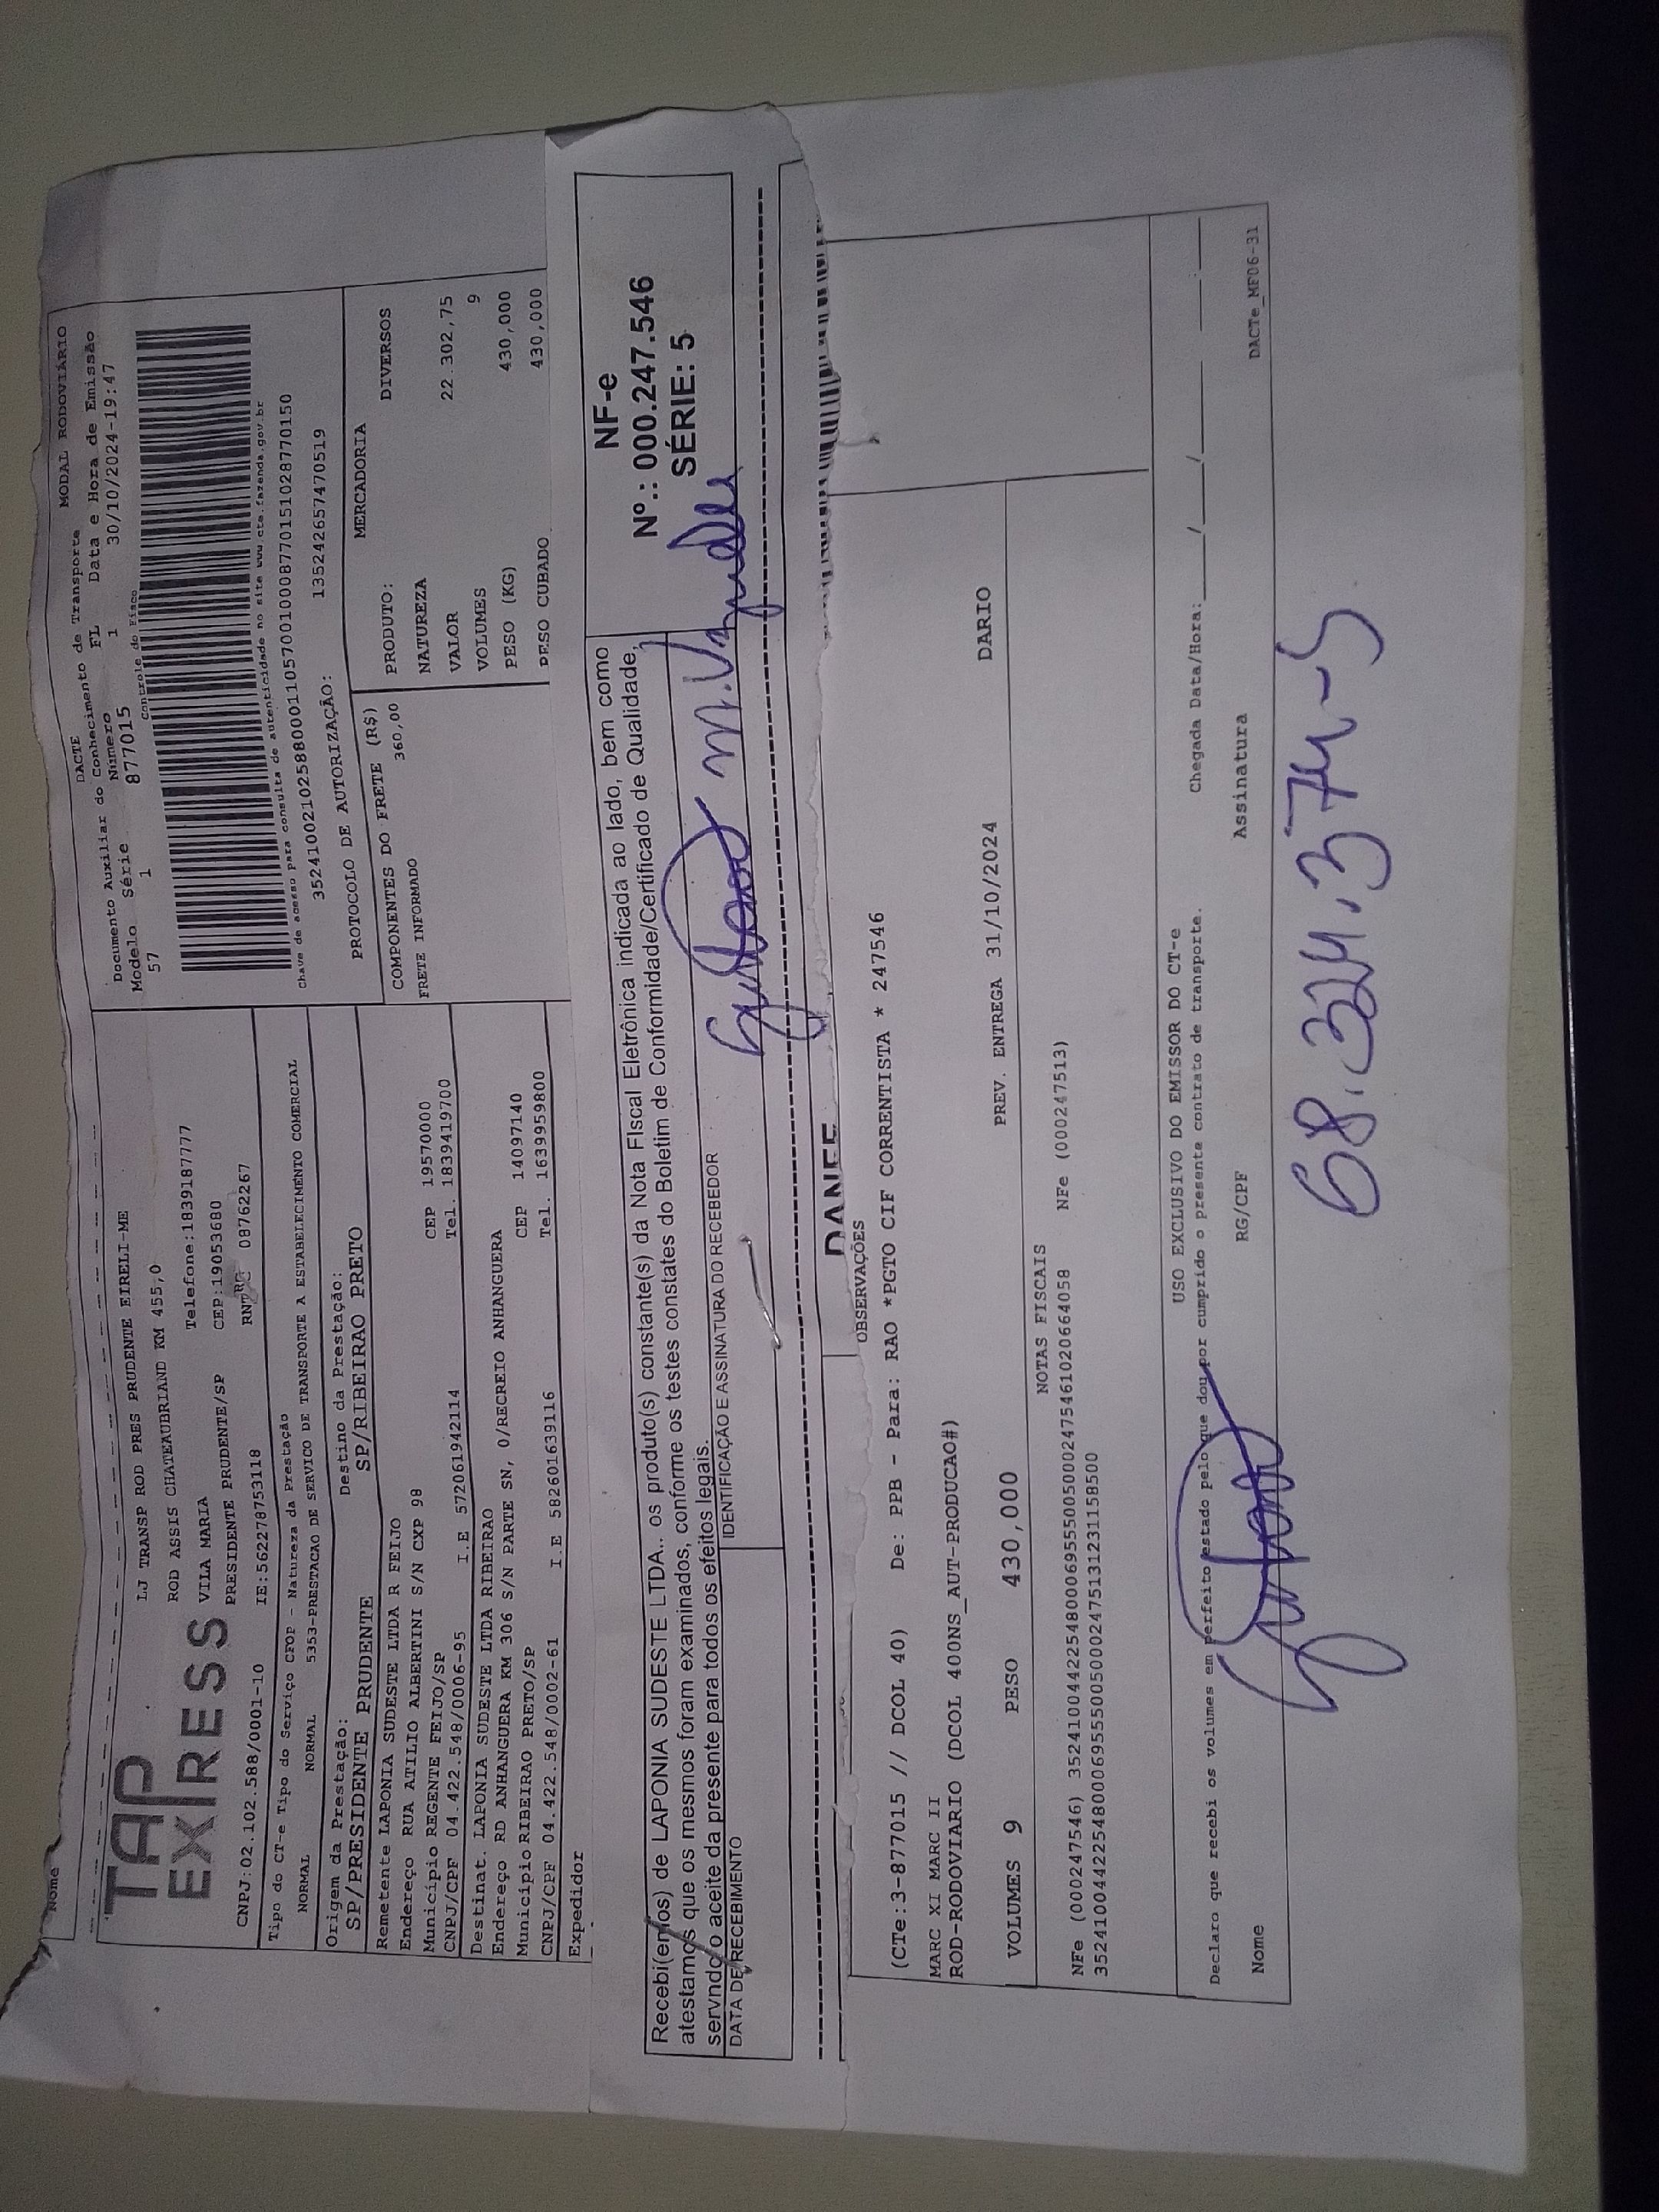 Nome
TAP
EXPRESS
LJ TRANSP ROD PRES PRUDENTE EIRELI-ME
ROD ASSIS CHATEAUBRIAND KM 455,0
Telefone:1839187777
VILA MARIA
CEP:19053680
PRESIDENTE PRUDENTE/SP
08762267
CNPJ:02.102.588/0001-10 IE:562278753118
DACTE MODAL RODOVIÁRIO
Documento Auxiliar do Conhecimento de Transporte
Modelo Série Número FL Data e Hora de Emissão
57 1 877015 1 30/10/2024-19:47
Controle do Fisco
Chave de acesso para consulta de autenticidade no site www.cte.fazenda.gov.br
35241002102588000110570010008770151028770150
PROTOCOLO DE AUTORIZAÇÃO: 135242657470519
Tipo do CT-e Tipo do Serviço CFOP - Natureza da Prestação
NORMAL NORMAL 5353-PRESTACAO DE SERVICO DE TRANSPORTE A ESTABELECIMENTO COMERCIAL
Origem da Prestação: Destino da Prestação:
SP/PRESIDENTE PRUDENTE SP/RIBEIRAO PRETO
Remetente LAPONIA SUDESTE LTDA R FEIJO
Endereço RUA ATILIO ALBERTINI S/N CXP 98
Município REGENTE FEIJO/SP CEP 19570000
CNPJ/CPF 04.422.548/0006-95 I.E 572061942114 Tel. 1839419700
Destinat. LAPONIA SUDESTE LTDA RIBEIRAO
Endereço RD ANHANGUERA KM 306 S/N PARTE SN, 0/RECREIO ANHANGUERA
Município RIBEIRAO PRETO/SP CEP 14097140
CNPJ/CPF 04.422.548/0002-61 I.E 582601639116 Tel. 1639959800
Expedidor
COMPONENTES DO FRETE (R$)
FRETE INFORMADO 360,00
MERCADORIA
PRODUTO: DIVERSOS
NATUREZA
VALOR 22.302,75
VOLUMES 9
PESO (KG) 430,000
PESO CUBADO 430,000
Recebi(emos) de LAPONIA SUDESTE LTDA.. os produto(s) constante(s) da Nota FIscal Eletrônica indicada ao lado, bem como
atestamos que os mesmos foram examinados, conforme os testes constates do Boletim de Conformidade/Certificado de Qualidade,
servndo o aceite da presente para todos os efeitos legais.
DATA DE RECEBIMENTO IDENTIFICAÇÃO E ASSINATURA DO RECEBEDOR
NF-e
Nº.: 000.247.546
SÉRIE: 5
DANFE
OBSERVAÇÕES
(CTe:3-877015 // DCOL 40) De: PPB - Para: RAO *PGTO CIF CORRENTISTA * 247546
MARC XI MARC II
ROD-RODOVIARIO (DCOL 400NS_AUT-PRODUCAO#) DARIO
VOLUMES 9 PESO 430,000 PREV. ENTREGA 31/10/2024
NOTAS FISCAIS
NFe (000247546) 35241004422548000695550050002475461020664058 NFe (000247513)
35241004422548000695550050002475131231158500
USO EXCLUSIVO DO EMISSOR DO CT-e
Declaro que recebi os volumes em perfeito estado pelo que dou por cumprido o presente contrato de transporte. Chegada Data/Hora:____/____/____ ____:____
Nome RG/CPF Assinatura
DACTe_MF06-31
68.324.374-5